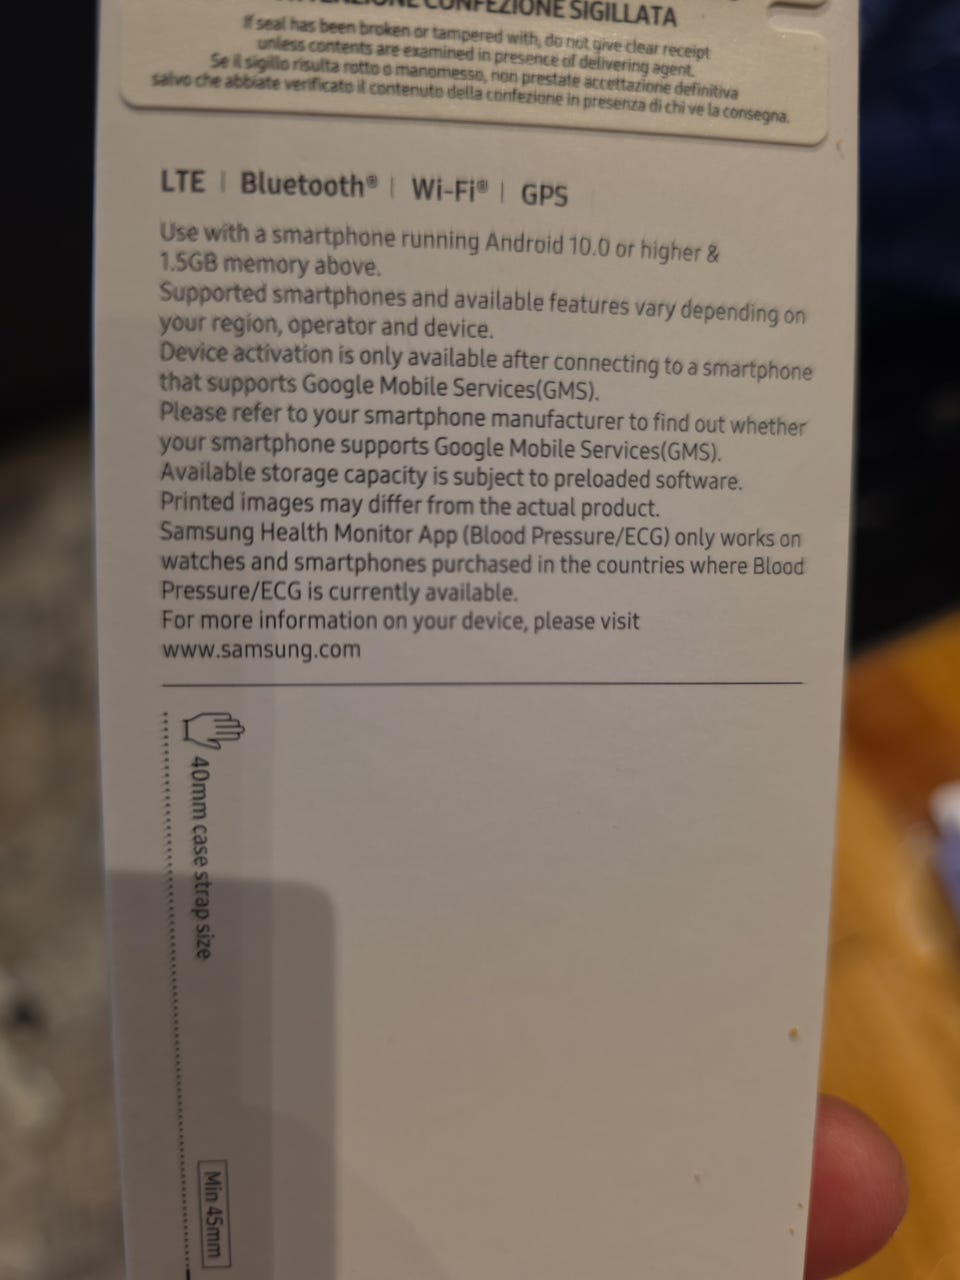 CONFEZIONE SIGILLATA
If seal has been broken or tampered with, do not give clear receipt
unless contents are examined in presence of delivering agent.
Se il sigillo risulta rotto o manomesso, non prestate accettazione definitiva
salvo che abbiate verificato il contenuto della confezione in presenza di chi ve la consegna.
LTE | Bluetooth® | Wi-Fi® | GPS
Use with a smartphone running Android 10.0 or higher &
1.5GB memory above.
Supported smartphones and available features vary depending on
your region, operator and device.
Device activation is only available after connecting to a smartphone
that supports Google Mobile Services(GMS).
Please refer to your smartphone manufacturer to find out whether
your smartphone supports Google Mobile Services(GMS).
Available storage capacity is subject to preloaded software.
Printed images may differ from the actual product.
Samsung Health Monitor App (Blood Pressure/ECG) only works on
watches and smartphones purchased in the countries where Blood
Pressure/ECG is currently available.
For more information on your device, please visit
www.samsung.com
40mm case strap size
Min 45mm